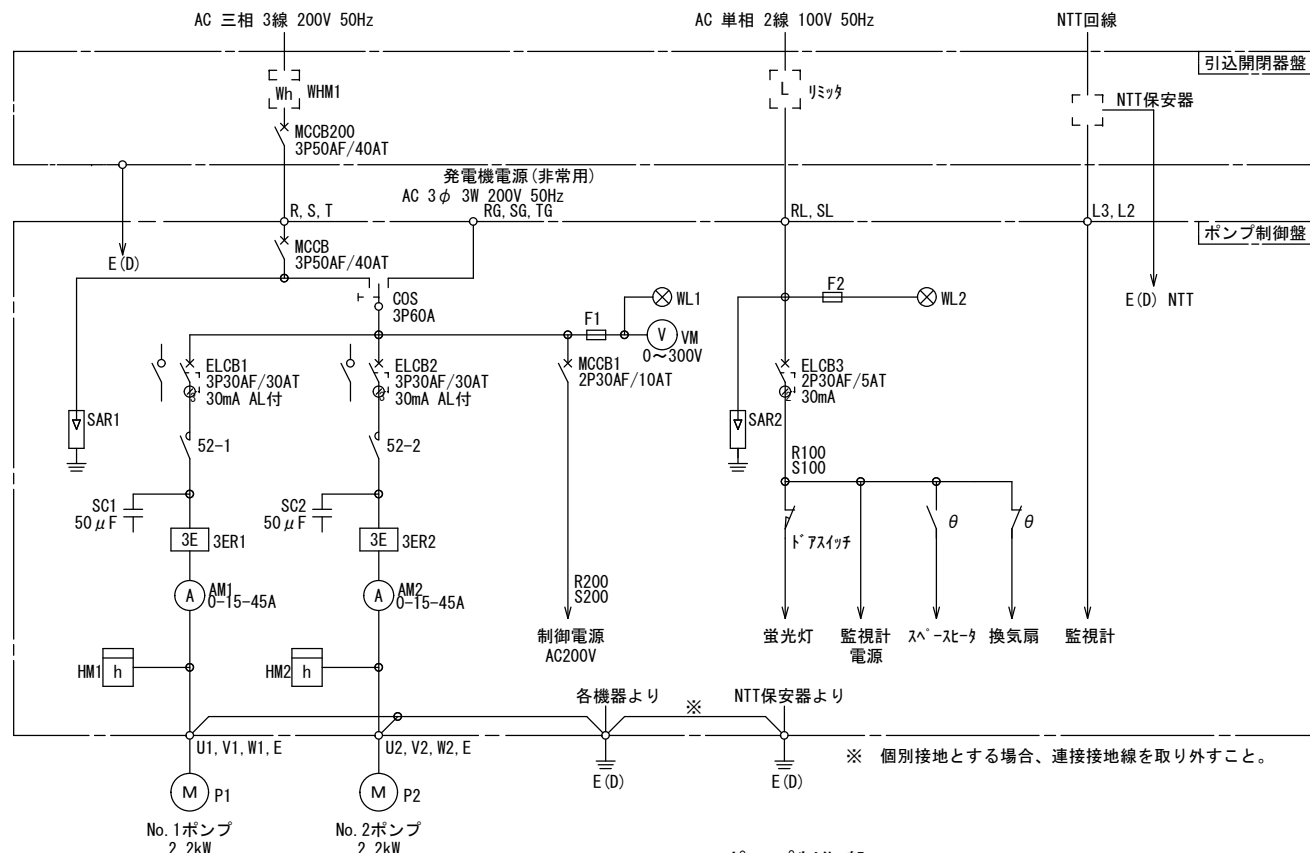 AC 三相 3線 200V 50Hz
AC 単相 2線 100V 50Hz
NTT回線
引込開閉器盤
Wh
WHM1
L
リミッタ
NTT保安器
MCCB200
3P50AF/40AT
発電機電源(非常用)
AC 3φ 3W 200V 50Hz
R, S, T
RG, SG, TG
RL, SL
L3, L2
ポンプ制御盤
MCCB
3P50AF/40AT
E(D)
E(D) NTT
COS
3P60A
WL1
F1
V
VM
0～300V
F2
WL2
ELCB1
3P30AF/30AT
30mA AL付
ELCB2
3P30AF/30AT
30mA AL付
MCCB1
2P30AF/10AT
ELCB3
2P30AF/5AT
30mA
SAR1
SAR2
52-1
52-2
R100
S100
SC1
50μF
SC2
50μF
3E
3ER1
3E
3ER2
ドアスイッチ
θ
θ
A
AM1
0-15-45A
A
AM2
0-15-45A
R200
S200
制御電源
AC200V
蛍光灯
監視計
電源
スペースヒータ
換気扇
監視計
HM1
h
HM2
h
各機器より
※
NTT保安器より
U1, V1, W1, E
U2, V2, W2, E
E(D)
E(D)
※ 個別接地とする場合、連接接地線を取り外すこと。
M
P1
M
P2
No.1ポンプ
2.2kW
No.2ポンプ
2.2kW